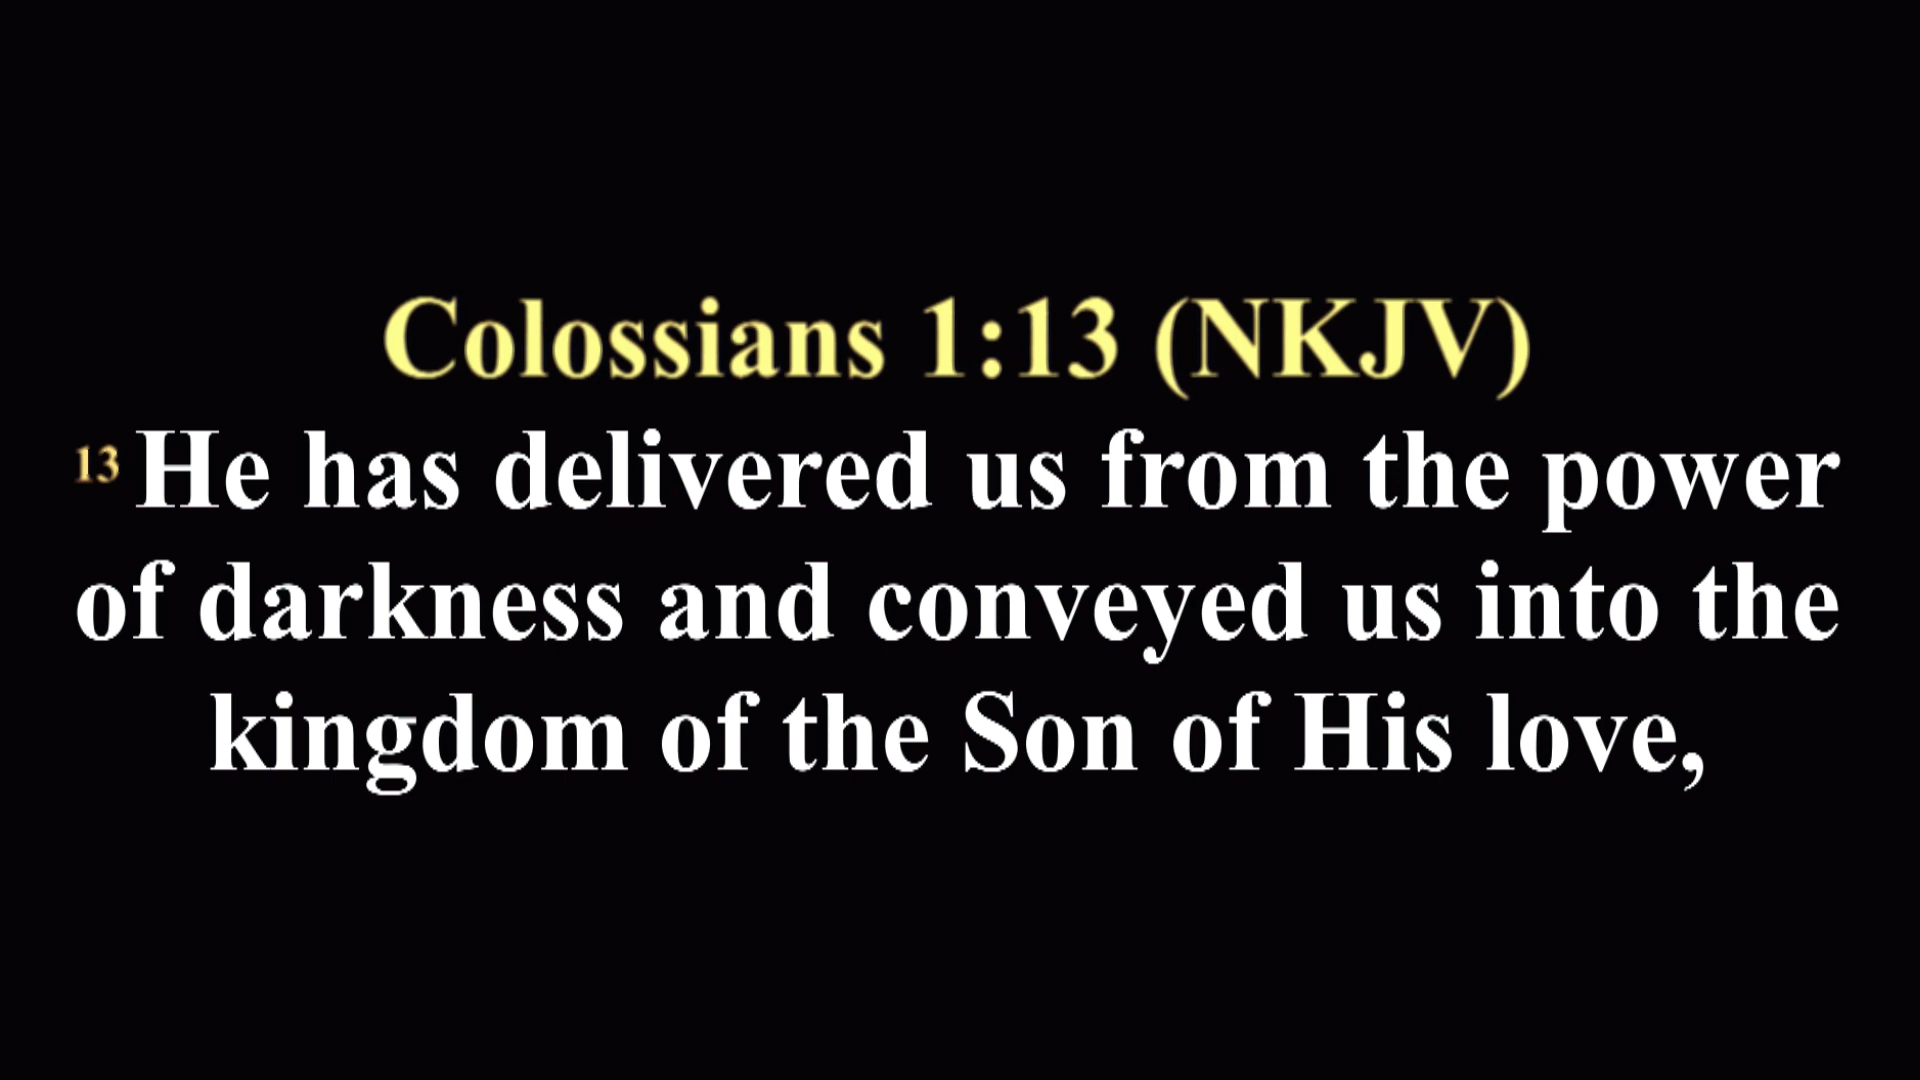 Colossians 1:13 (NKJV)
13 He has delivered us from the power
of darkness and conveyed us into the
kingdom of the Son of His love,